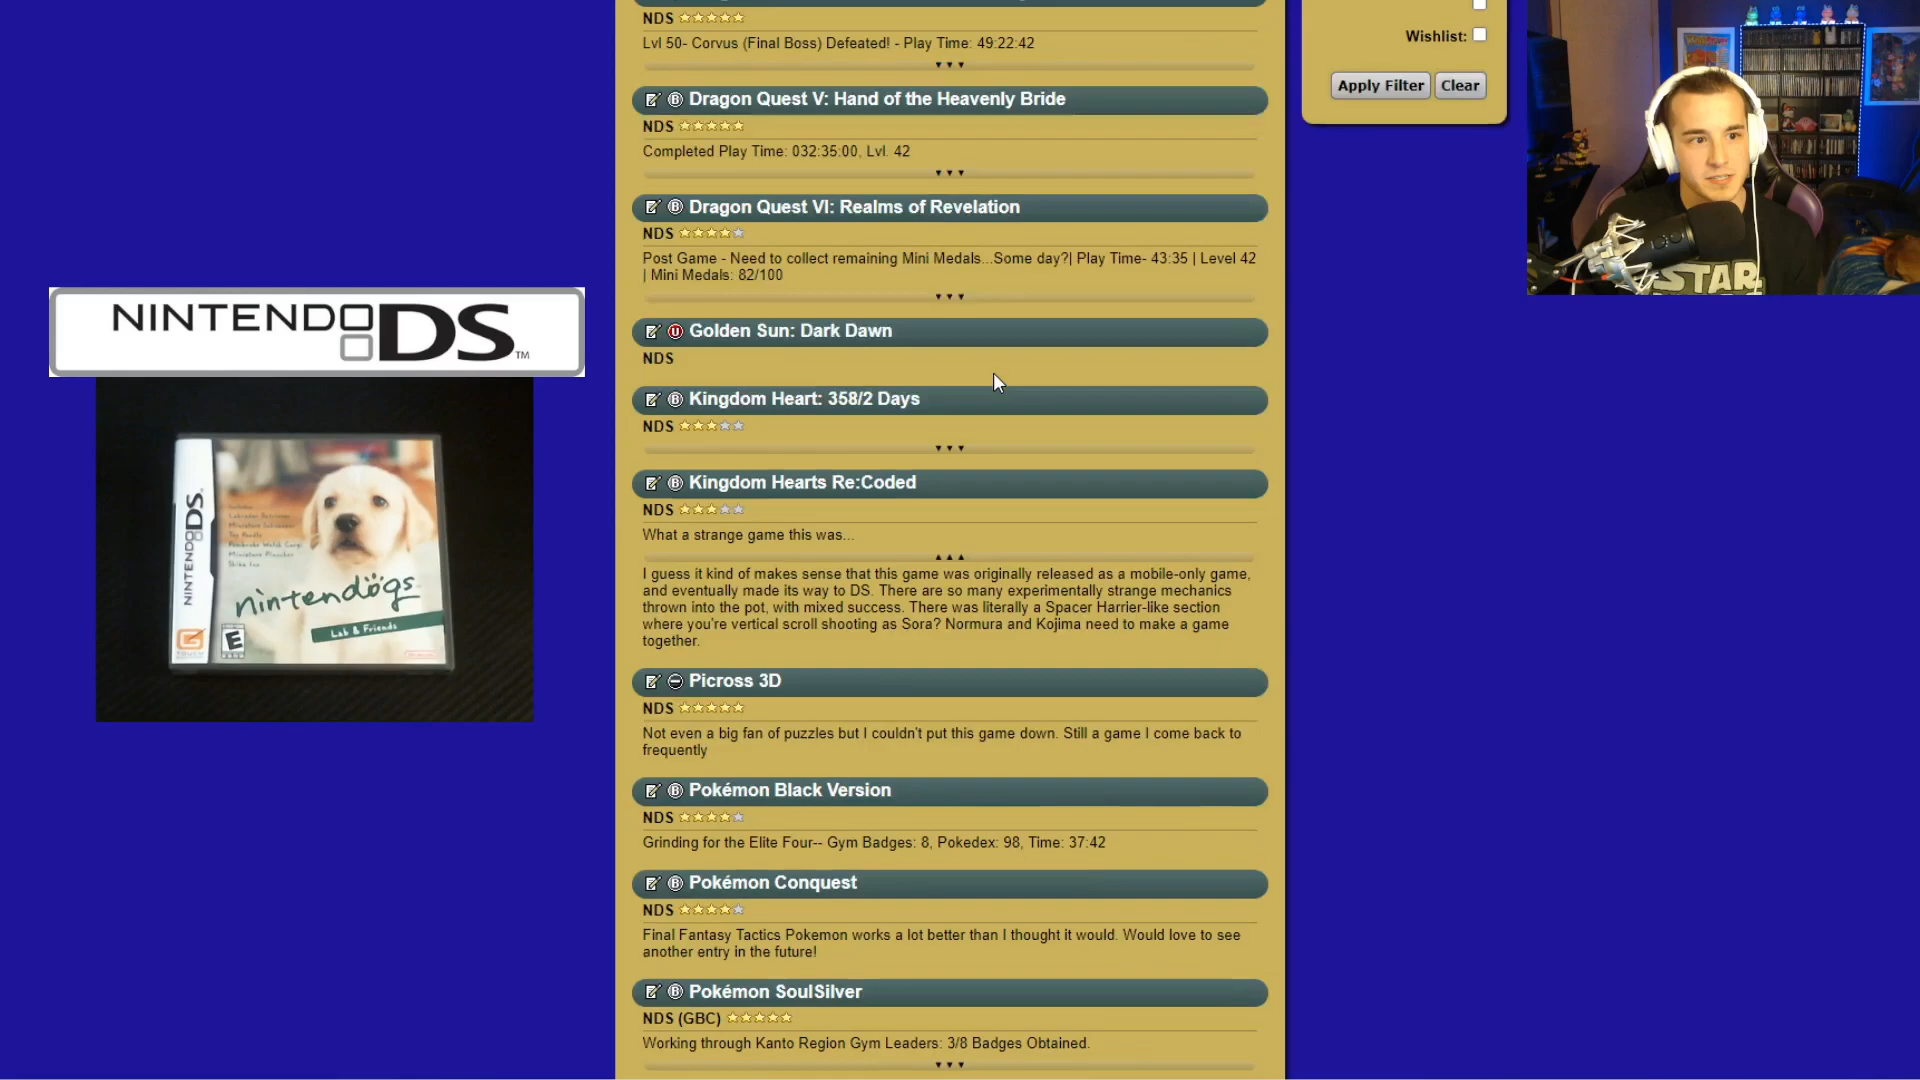 NDS
Lvl 50- Corvus (Final Boss) Defeated! - Play Time: 49:22:42
Dragon Quest V: Hand of the Heavenly Bride
NDS
Completed Play Time: 032:35:00, Lvl. 42
Dragon Quest VI: Realms of Revelation
NDS
Post Game - Need to collect remaining Mini Medals...Some day?| Play Time- 43:35 | Level 42
| Mini Medals: 82/100
Golden Sun: Dark Dawn
NDS
Kingdom Heart: 358/2 Days
NDS
Kingdom Hearts Re:Coded
NDS
What a strange game this was...
I guess it kind of makes sense that this game was originally released as a mobile-only game,
and eventually made its way to DS. There are so many experimentally strange mechanics
thrown into the pot, with mixed success. There was literally a Spacer Harrier-like section
where you're vertical scroll shooting as Sora? Normura and Kojima need to make a game
together.
Picross 3D
NDS
Not even a big fan of puzzles but I couldn't put this game down. Still a game I come back to
frequently
Pokémon Black Version
NDS
Grinding for the Elite Four-- Gym Badges: 8, Pokedex: 98, Time: 37:42
Pokémon Conquest
NDS
Final Fantasy Tactics Pokemon works a lot better than I thought it would. Would love to see
another entry in the future!
Pokémon SoulSilver
NDS (GBC)
Working through Kanto Region Gym Leaders: 3/8 Badges Obtained.
Wishlist:
Apply Filter Clear
NINTENDO DS TM
NINTENDO DS
nintendogs
Lab & Friends
E
STAR